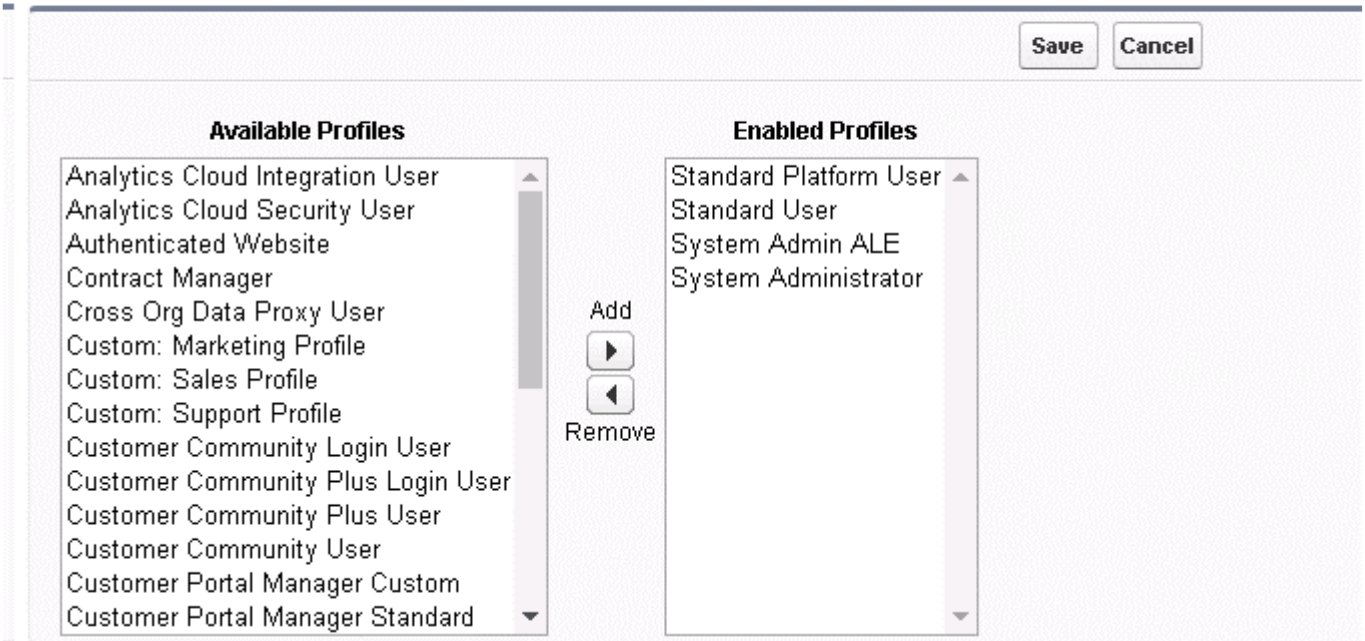 Save Cancel
Available Profiles
Analytics Cloud Integration User
Analytics Cloud Security User
Authenticated Website
Contract Manager
Cross Org Data Proxy User
Custom: Marketing Profile
Custom: Sales Profile
Custom: Support Profile
Customer Community Login User
Customer Community Plus Login User
Customer Community Plus User
Customer Community User
Customer Portal Manager Custom
Customer Portal Manager Standard
Add
Remove
Enabled Profiles
Standard Platform User
Standard User
System Admin ALE
System Administrator